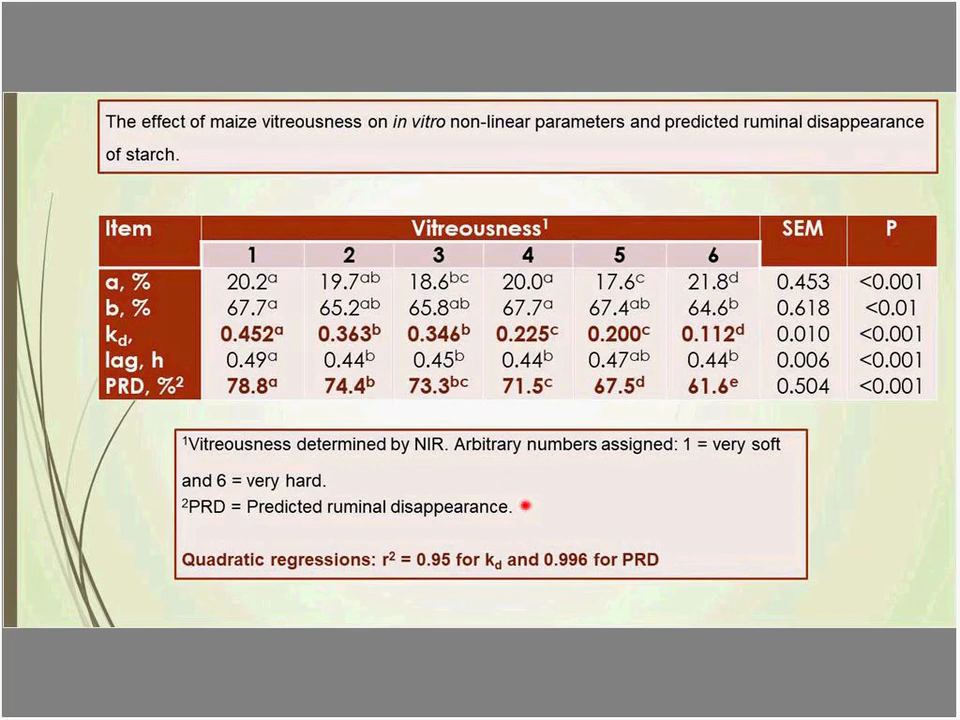 The effect of maize vitreousness on in vitro non-linear parameters and predicted ruminal disappearance
of starch.
Item Vitreousness¹ SEM P
1 2 3 4 5 6
a, % 20.2ᵃ 19.7ᵃᵇ 18.6ᵇᶜ 20.0ᵃ 17.6ᶜ 21.8ᵈ 0.453 <0.001
b, % 67.7ᵃ 65.2ᵃᵇ 65.8ᵃᵇ 67.7ᵃ 67.4ᵃᵇ 64.6ᵇ 0.618 <0.01
kd, 0.452ᵃ 0.363ᵇ 0.346ᵇ 0.225ᶜ 0.200ᶜ 0.112ᵈ 0.010 <0.001
lag, h 0.49ᵃ 0.44ᵇ 0.45ᵇ 0.44ᵇ 0.47ᵃᵇ 0.44ᵇ 0.006 <0.001
PRD, %² 78.8ᵃ 74.4ᵇ 73.3ᵇᶜ 71.5ᶜ 67.5ᵈ 61.6ᵉ 0.504 <0.001
¹Vitreousness determined by NIR. Arbitrary numbers assigned: 1 = very soft
and 6 = very hard.
²PRD = Predicted ruminal disappearance.
Quadratic regressions: r² = 0.95 for kd and 0.996 for PRD